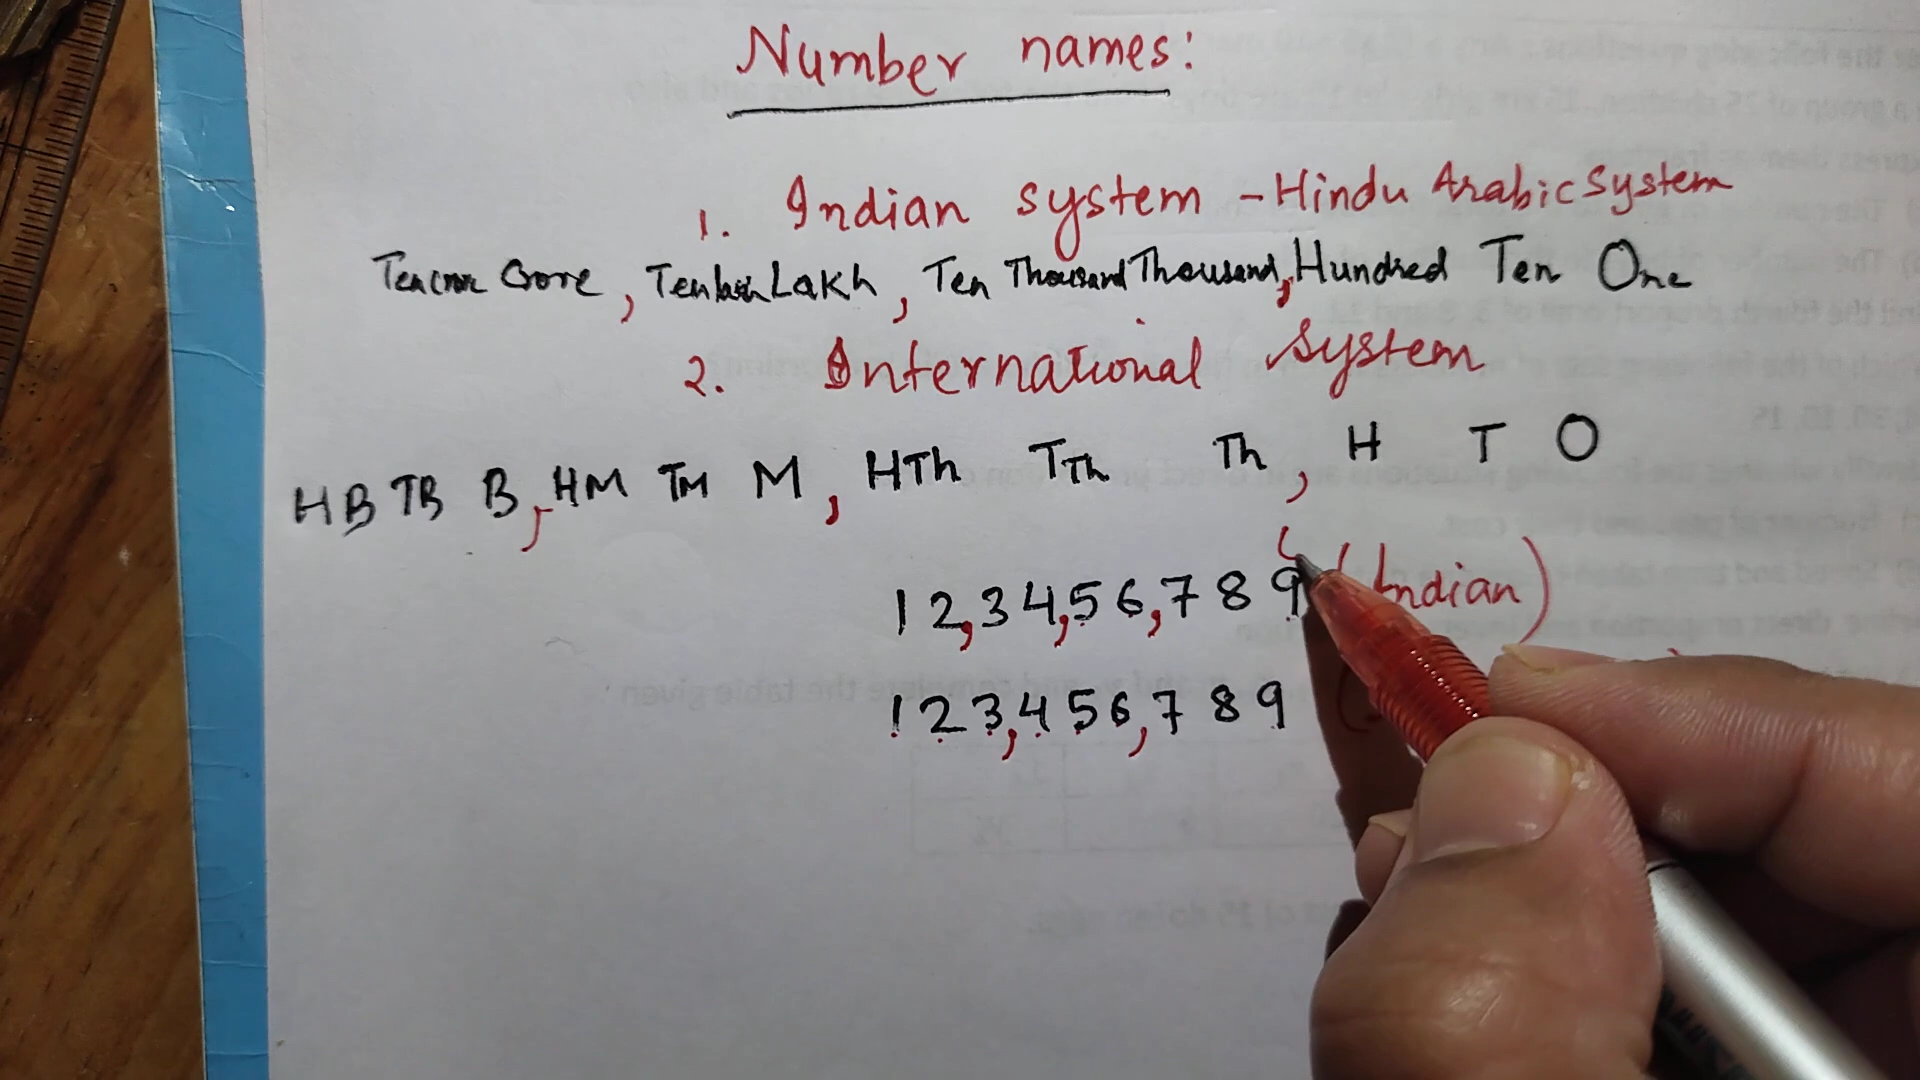 Number names:
1. Indian system - Hindu Arabic System
Ten crore Crore, Ten lakh Lakh, Ten Thousand Thousand, Hundred Ten One
2. International System
HB TB B, HM TM M, HTh TTh Th, H T O
12,34,56,789 (Indian)
123,456,789